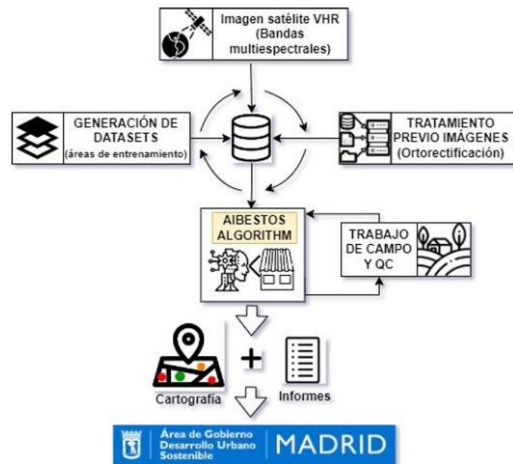 Imagen satélite VHR
(Bandas
multiespectrales)
GENERACIÓN DE
DATASETS
(áreas de entrenamiento)
TRATAMIENTO
PREVIO IMÁGENES
(Ortorectificación)
AIBESTOS
ALGORITHM
TRABAJO
DE CAMPO
Y QC
Cartografía
Informes
Área de Gobierno
Desarrollo Urbano
Sostenible
MADRID